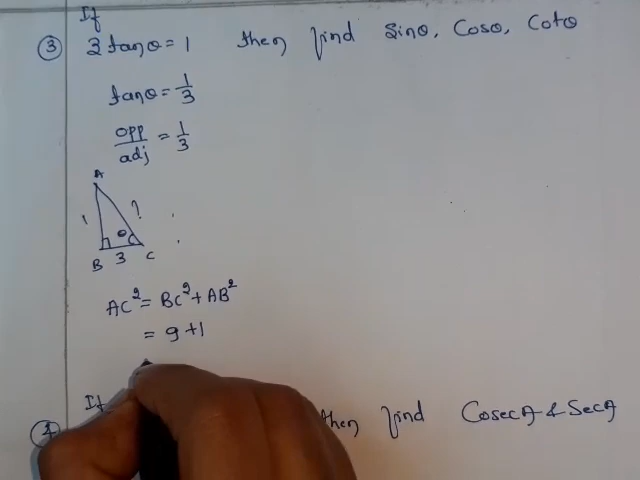 If
③ 3 tanθ = 1 then find Sinθ, Cosθ, Cotθ
tanθ = 1/3
opp/adj = 1/3
A
1 ?
θ
B 3 C
AC² = BC² + AB²
= 9 + 1
If
④ then find CosecA & SecA